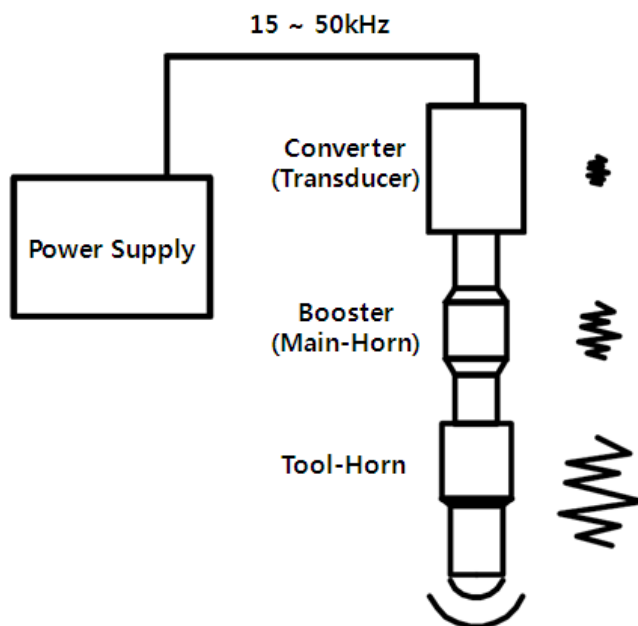 15 ~ 50kHz
Converter
(Transducer)
Power Supply
Booster
(Main-Horn)
Tool-Horn